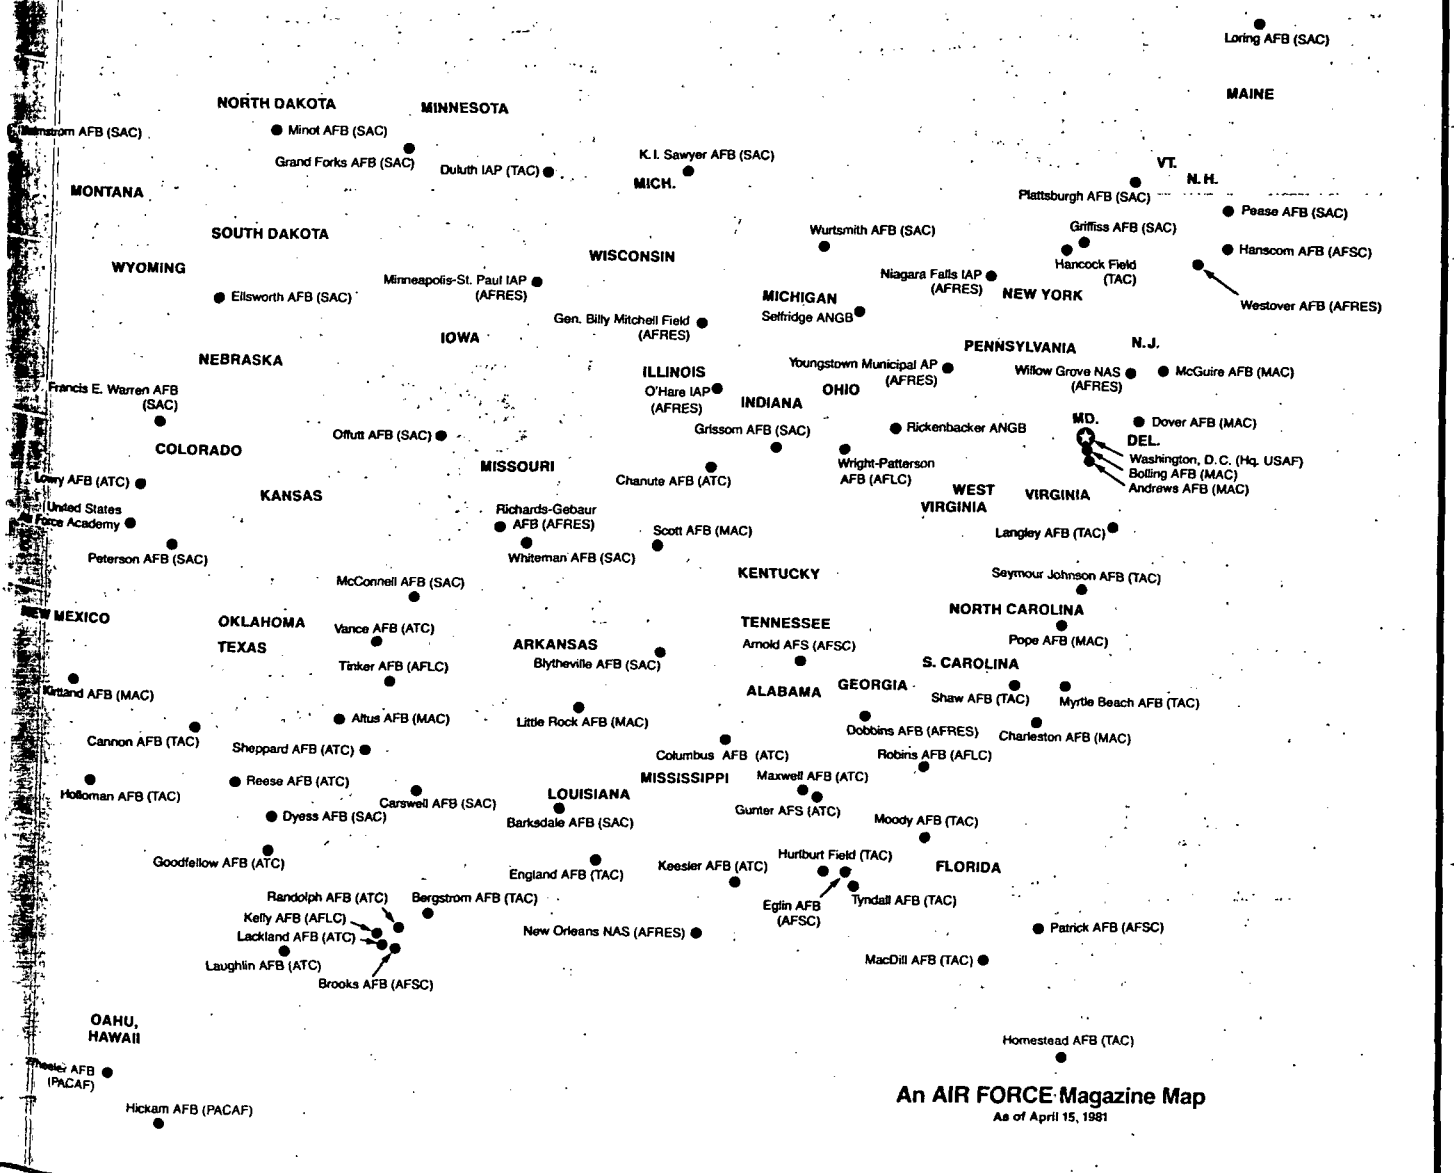 Loring AFB (SAC)
MAINE
NORTH DAKOTA
MINNESOTA
AFB (SAC)
Minot AFB (SAC)
Grand Forks AFB (SAC)
Duluth IAP (TAC)
K.I. Sawyer AFB (SAC)
MICH.
VT.
N.H.
MONTANA
Plattsburgh AFB (SAC)
Pease AFB (SAC)
SOUTH DAKOTA
Wurtsmith AFB (SAC)
Griffiss AFB (SAC)
Hanscom AFB (AFSC)
WISCONSIN
WYOMING
Hancock Field
(TAC)
Minneapolis-St. Paul IAP
(AFRES)
Niagara Falls IAP
(AFRES)
NEW YORK
Ellsworth AFB (SAC)
MICHIGAN
Selfridge ANGB
Westover AFB (AFRES)
Gen. Billy Mitchell Field
(AFRES)
IOWA
PENNSYLVANIA
N.J.
NEBRASKA
ILLINOIS
O'Hare IAP
(AFRES)
Youngstown Municipal AP
(AFRES)
Willow Grove NAS
(AFRES)
McGuire AFB (MAC)
Francis E. Warren AFB
(SAC)
OHIO
INDIANA
MD.
Dover AFB (MAC)
Offutt AFB (SAC)
Grissom AFB (SAC)
Rickenbacker ANGB
DEL.
COLORADO
Washington, D.C. (Hq. USAF)
Bolling AFB (MAC)
Andrews AFB (MAC)
MISSOURI
Wright-Patterson
AFB (AFLC)
Lowry AFB (ATC)
Chanute AFB (ATC)
KANSAS
WEST
VIRGINIA
VIRGINIA
United States
Air Force Academy
Richards-Gebaur
AFB (AFRES)
Scott AFB (MAC)
Langley AFB (TAC)
Peterson AFB (SAC)
Whiteman AFB (SAC)
McConnell AFB (SAC)
KENTUCKY
Seymour Johnson AFB (TAC)
NEW MEXICO
OKLAHOMA
Vance AFB (ATC)
TENNESSEE
NORTH CAROLINA
TEXAS
ARKANSAS
Arnold AFS (AFSC)
Pope AFB (MAC)
Tinker AFB (AFLC)
Blytheville AFB (SAC)
S. CAROLINA
Kirtland AFB (MAC)
ALABAMA
GEORGIA
Shaw AFB (TAC)
Myrtle Beach AFB (TAC)
Altus AFB (MAC)
Little Rock AFB (MAC)
Dobbins AFB (AFRES)
Charleston AFB (MAC)
Cannon AFB (TAC)
Sheppard AFB (ATC)
Columbus AFB (ATC)
Robins AFB (AFLC)
Reese AFB (ATC)
MISSISSIPPI
Maxwell AFB (ATC)
Holloman AFB (TAC)
Carswell AFB (SAC)
LOUISIANA
Gunter AFS (ATC)
Dyess AFB (SAC)
Barksdale AFB (SAC)
Moody AFB (TAC)
Goodfellow AFB (ATC)
England AFB (TAC)
Keesler AFB (ATC)
Hurlburt Field (TAC)
FLORIDA
Randolph AFB (ATC)
Bergstrom AFB (TAC)
Eglin AFB
(AFSC)
Tyndall AFB (TAC)
Kelly AFB (AFLC)
Lackland AFB (ATC)
New Orleans NAS (AFRES)
Patrick AFB (AFSC)
Laughlin AFB (ATC)
MacDill AFB (TAC)
Brooks AFB (AFSC)
OAHU,
HAWAII
Homestead AFB (TAC)
Wheeler AFB
(PACAF)
Hickam AFB (PACAF)
An AIR FORCE Magazine Map
As of April 15, 1981